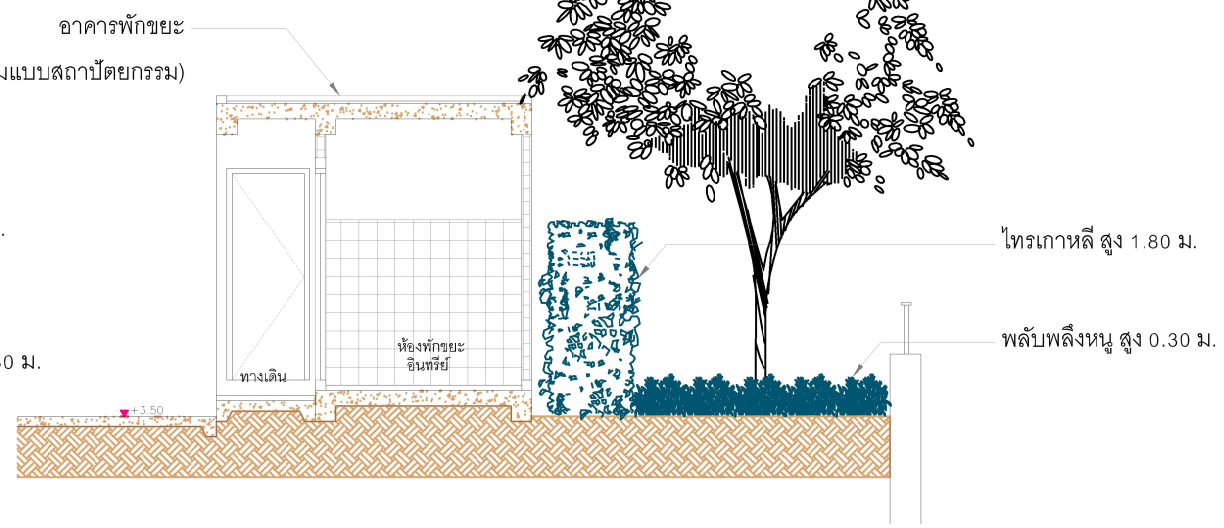 อาคารพักขยะ
แบบสถาปัตยกรรม)
ไทรเกาหลี สูง 1.80 ม.
ม.
พลับพลึงหนู สูง 0.30 ม.
ห้องพักขยะ
อินทรีย์
ทางเดิน
+3.50